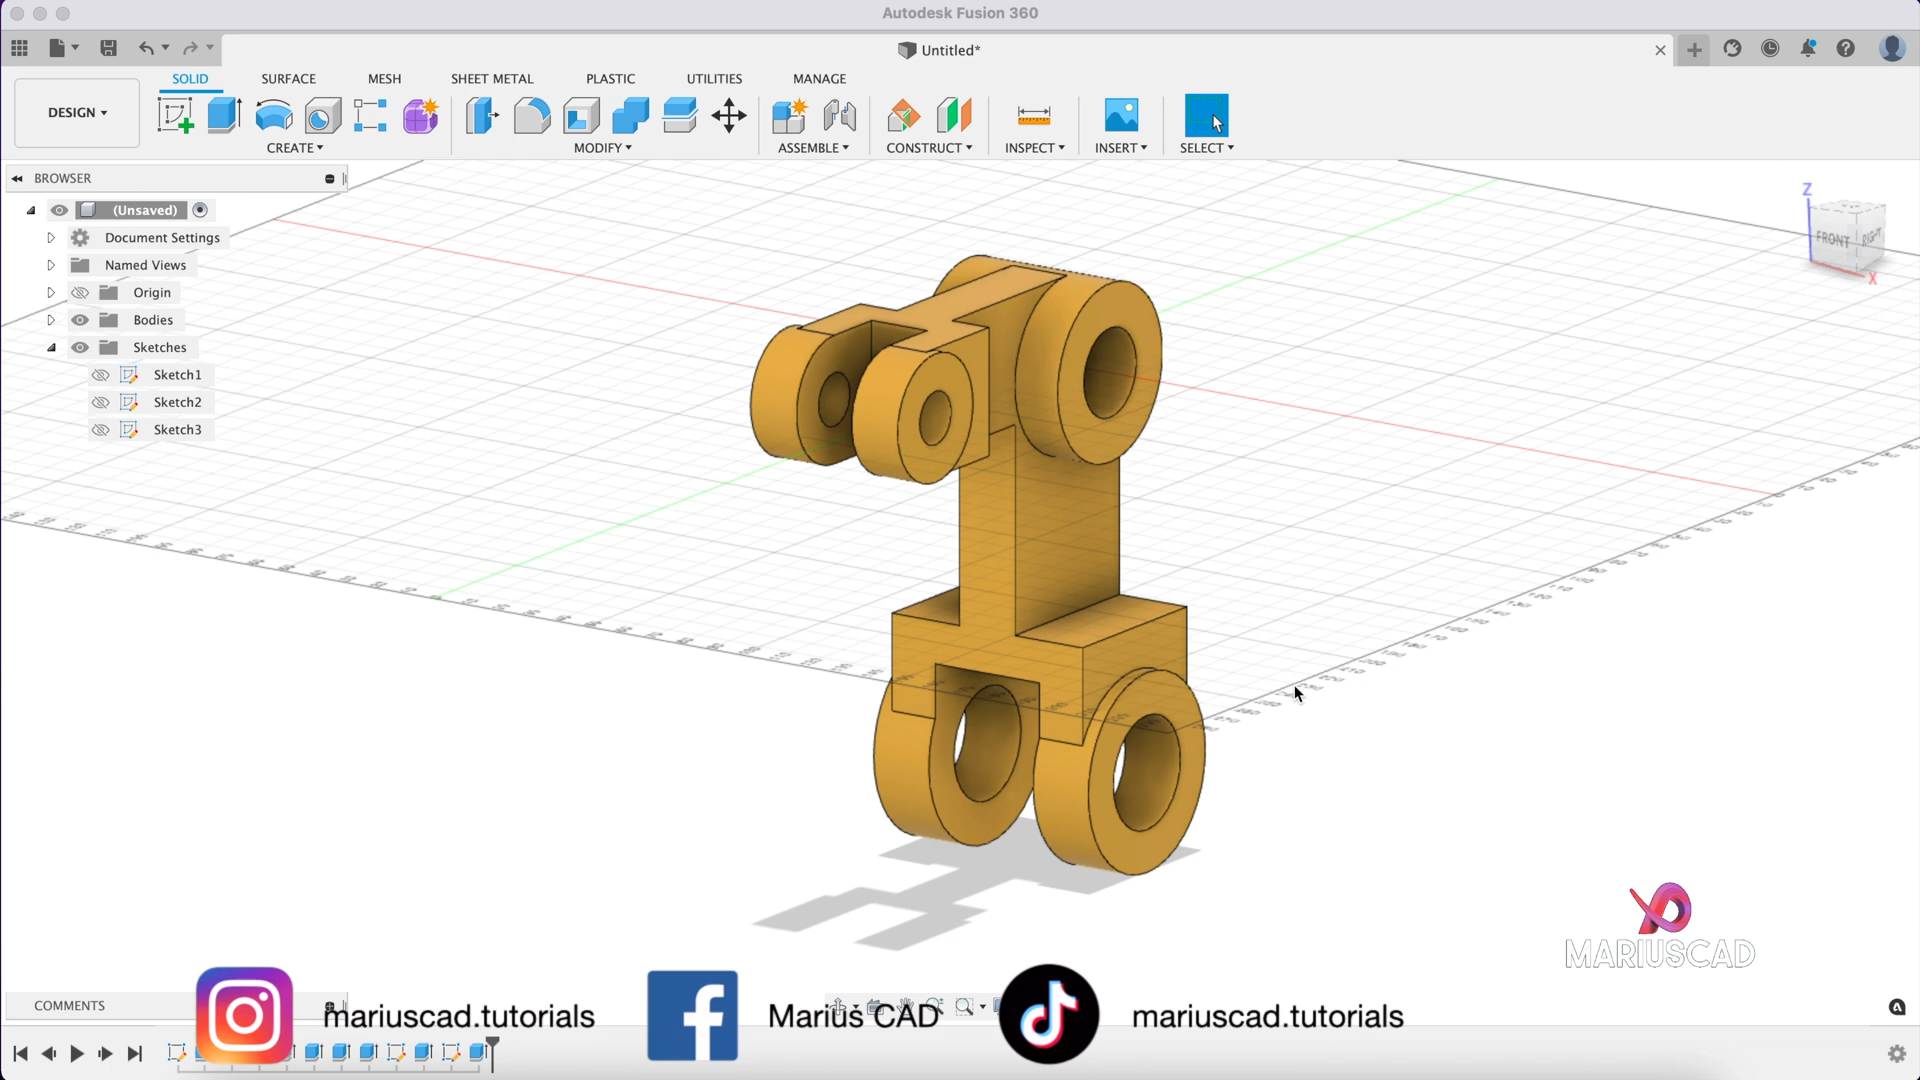 Autodesk Fusion 360
Untitled*
SOLID SURFACE MESH SHEET METAL PLASTIC UTILITIES MANAGE
DESIGN
CREATE MODIFY ASSEMBLE CONSTRUCT INSPECT INSERT SELECT
BROWSER
(Unsaved)
Document Settings
Named Views
Origin
Bodies
Sketches
Sketch1
Sketch2
Sketch3
Z
FRONT RIGHT
X
MARIUSCAD
COMMENTS
mariuscad.tutorials
Marius CAD
mariuscad.tutorials